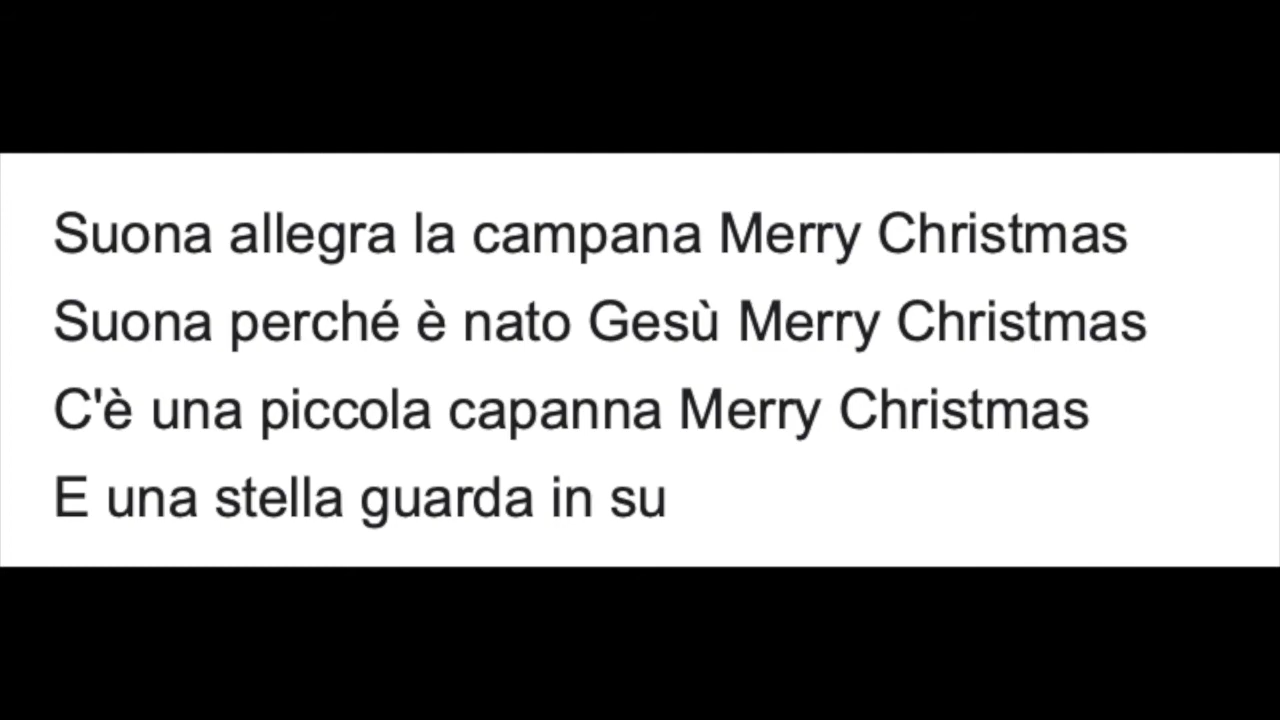 Suona allegra la campana Merry Christmas
Suona perché è nato Gesù Merry Christmas
C'è una piccola capanna Merry Christmas
E una stella guarda in su